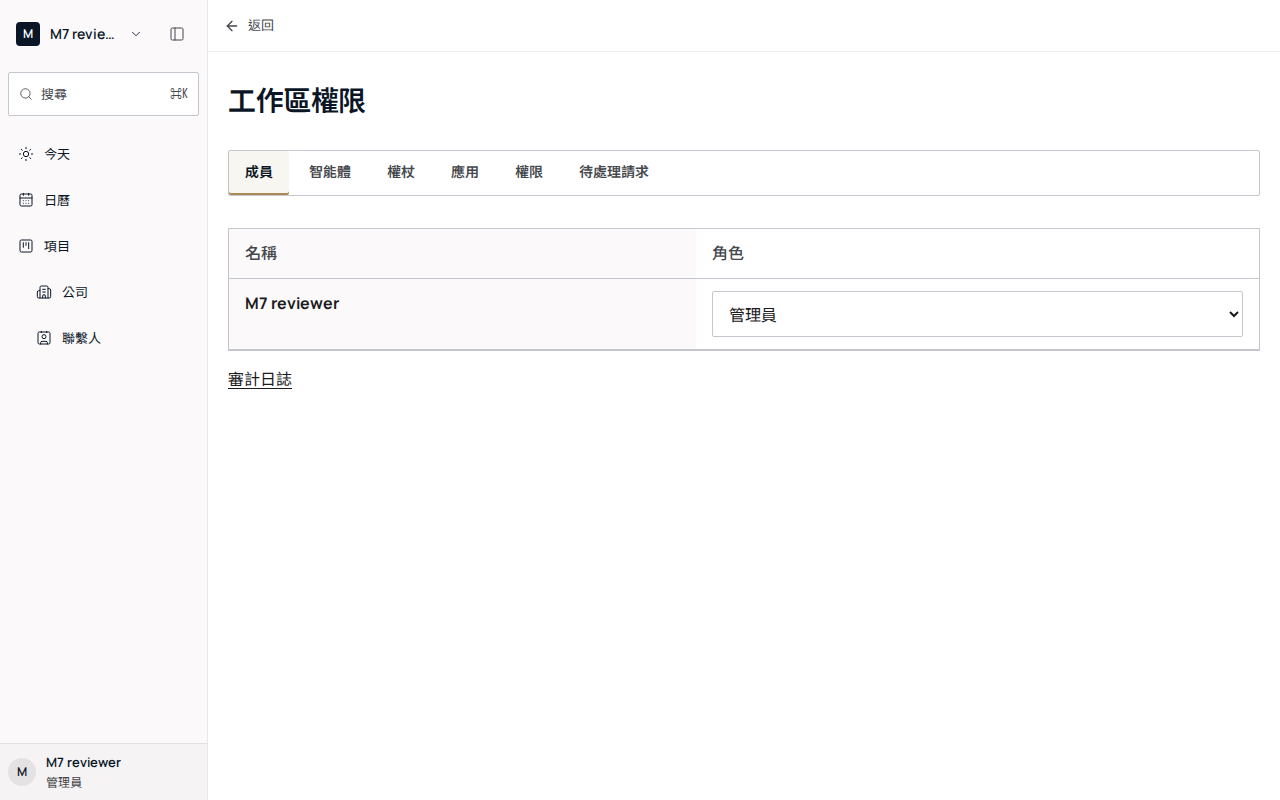 M M7 revie...
搜尋 ⌘K
今天
日曆
項目
公司
聯繫人
M M7 reviewer
管理員
返回
工作區權限
成員 智能體 權杖 應用 權限 待處理請求
名稱 角色
M7 reviewer 管理員
審計日誌